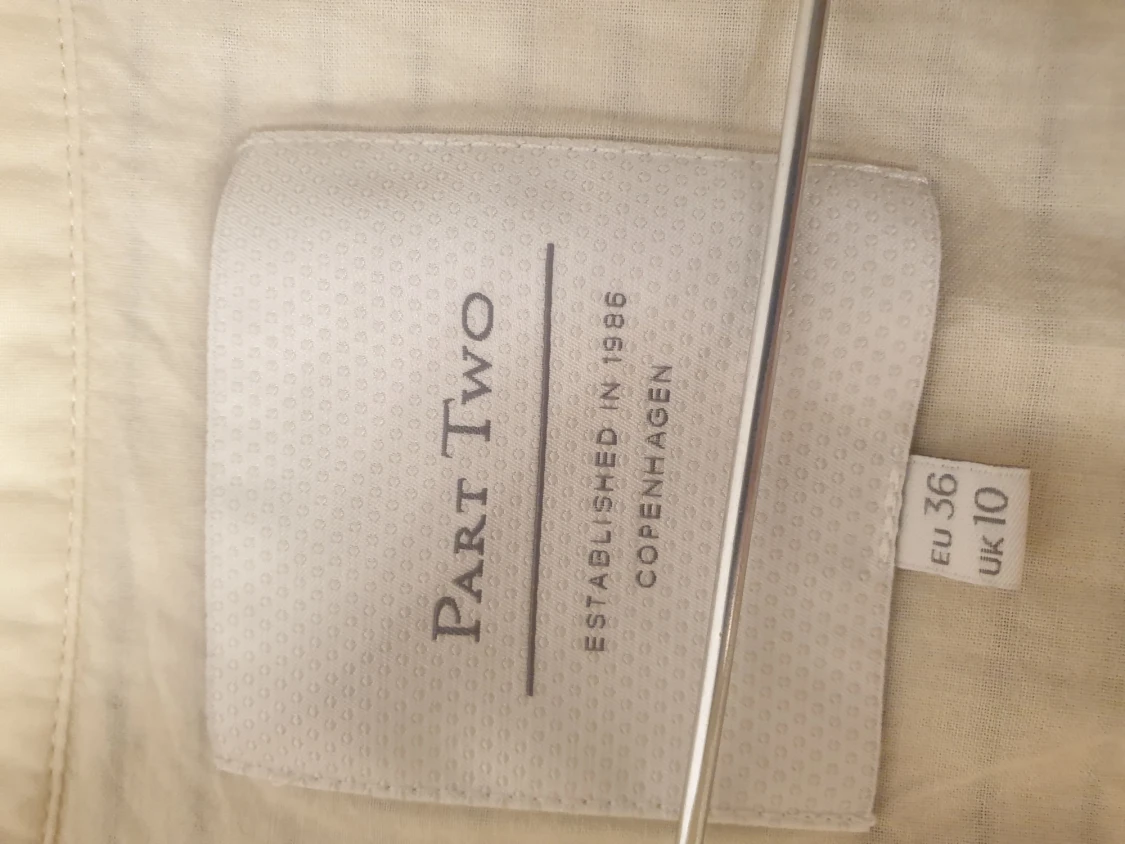 PART TWO
ESTABLISHED IN 1986
COPENHAGEN
EU 36
UK 10